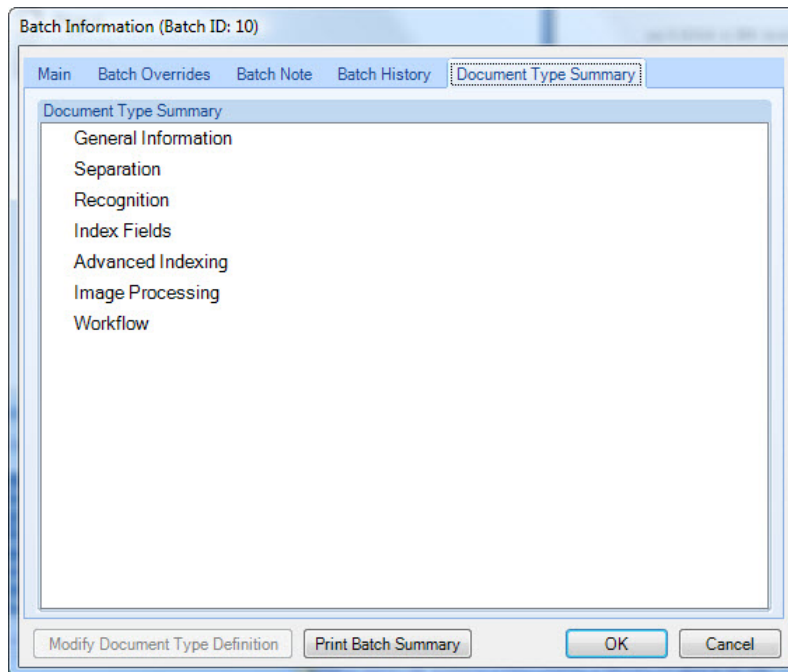 Batch Information (Batch ID: 10)
Main Batch Overrides Batch Note Batch History Document Type Summary
Document Type Summary
General Information
Separation
Recognition
Index Fields
Advanced Indexing
Image Processing
Workflow
Modify Document Type Definition Print Batch Summary OK Cancel